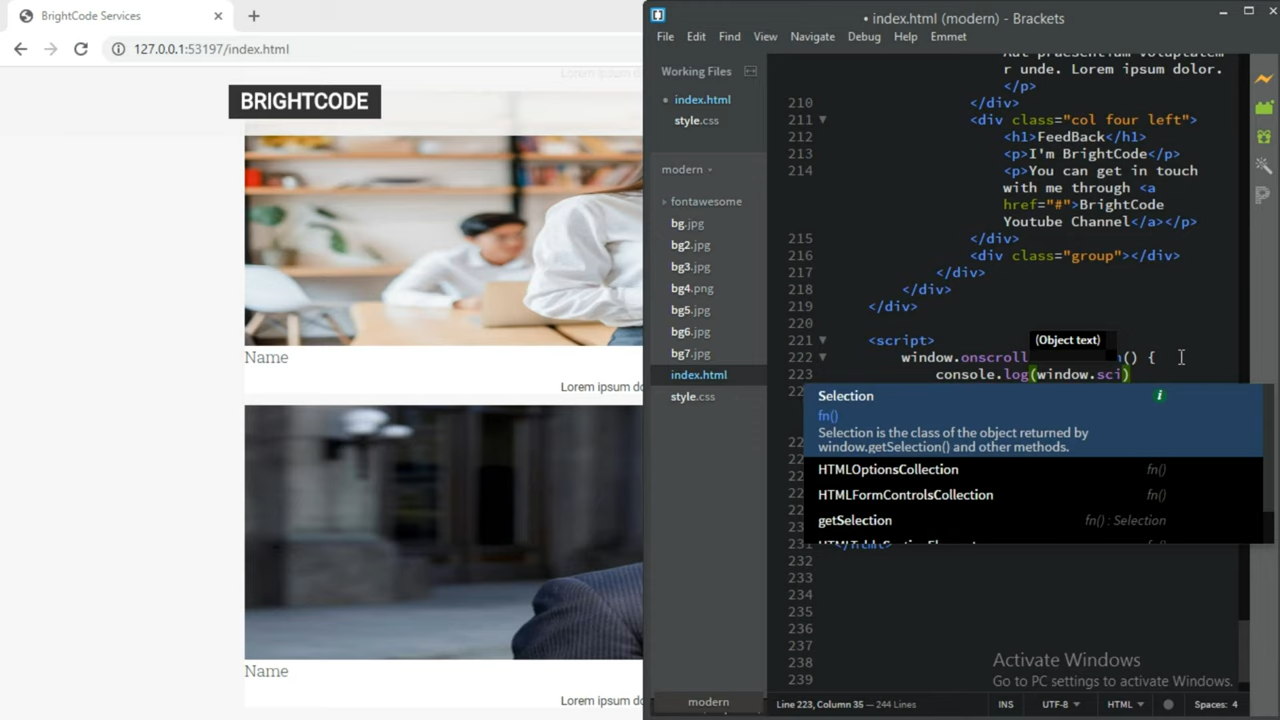 BrightCode Services
127.0.0.1:53197/index.html
BRIGHTCODE
Name
Lorem ipsum do
Name
Lorem ipsum do
• index.html (modern) - Brackets
File Edit Find View Navigate Debug Help Emmet
Working Files
index.html
style.css
modern
fontawesome
bg.jpg
bg2.jpg
bg3.jpg
bg4.png
bg5.jpg
bg6.jpg
bg7.jpg
index.html
style.css
r unde. Lorem ipsum dolor.
</p>
210 </div>
211 <div class="col four left">
212 <h1>FeedBack</h1>
213 <p>I'm BrightCode</p>
214 <p>You can get in touch
with me through <a
href="#">BrightCode
Youtube Channel</a></p>
215 </div>
216 <div class="group"></div>
217 </div>
218 </div>
219 </div>
220
221 <script>
(Object text)
222 window.onscroll () {
223 console.log(window.sci)
Selection
fn()
Selection is the class of the object returned by
window.getSelection() and other methods.
HTMLOptionsCollection fn()
HTMLFormControlsCollection fn()
getSelection fn() : Selection
231
232
233
234
235
236
237
238
239
Activate Windows
Go to PC settings to activate Windows.
modern
Line 223, Column 35 — 244 Lines
INS UTF-8 HTML Spaces: 4